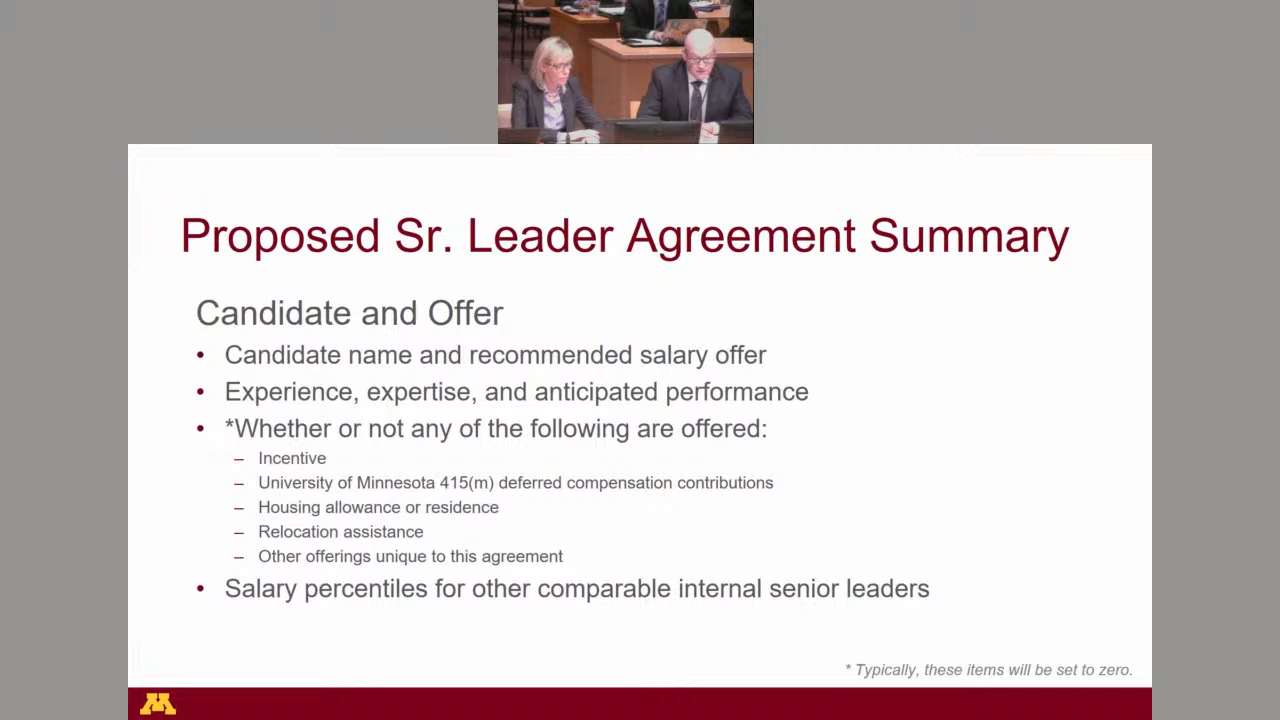 Proposed Sr. Leader Agreement Summary
Candidate and Offer
• Candidate name and recommended salary offer
• Experience, expertise, and anticipated performance
• *Whether or not any of the following are offered:
– Incentive
– University of Minnesota 415(m) deferred compensation contributions
– Housing allowance or residence
– Relocation assistance
– Other offerings unique to this agreement
• Salary percentiles for other comparable internal senior leaders
* Typically, these items will be set to zero.
M